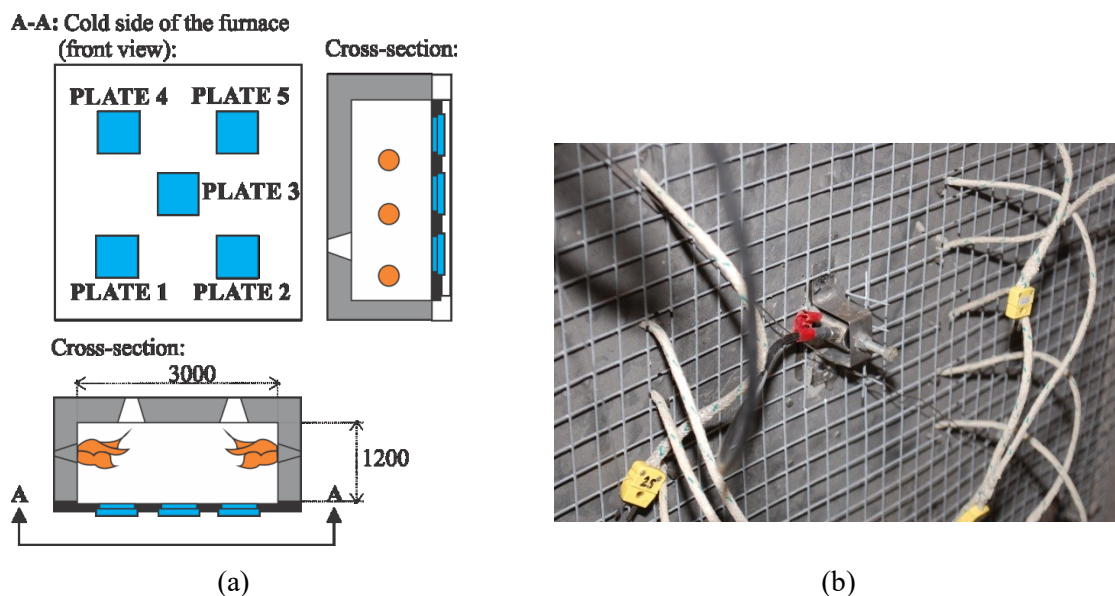 A-A: Cold side of the furnace
(front view):
Cross-section:
PLATE 4 PLATE 5
PLATE 3
PLATE 1 PLATE 2
Cross-section:
3000
1200
A A
"25"
(a) (b)